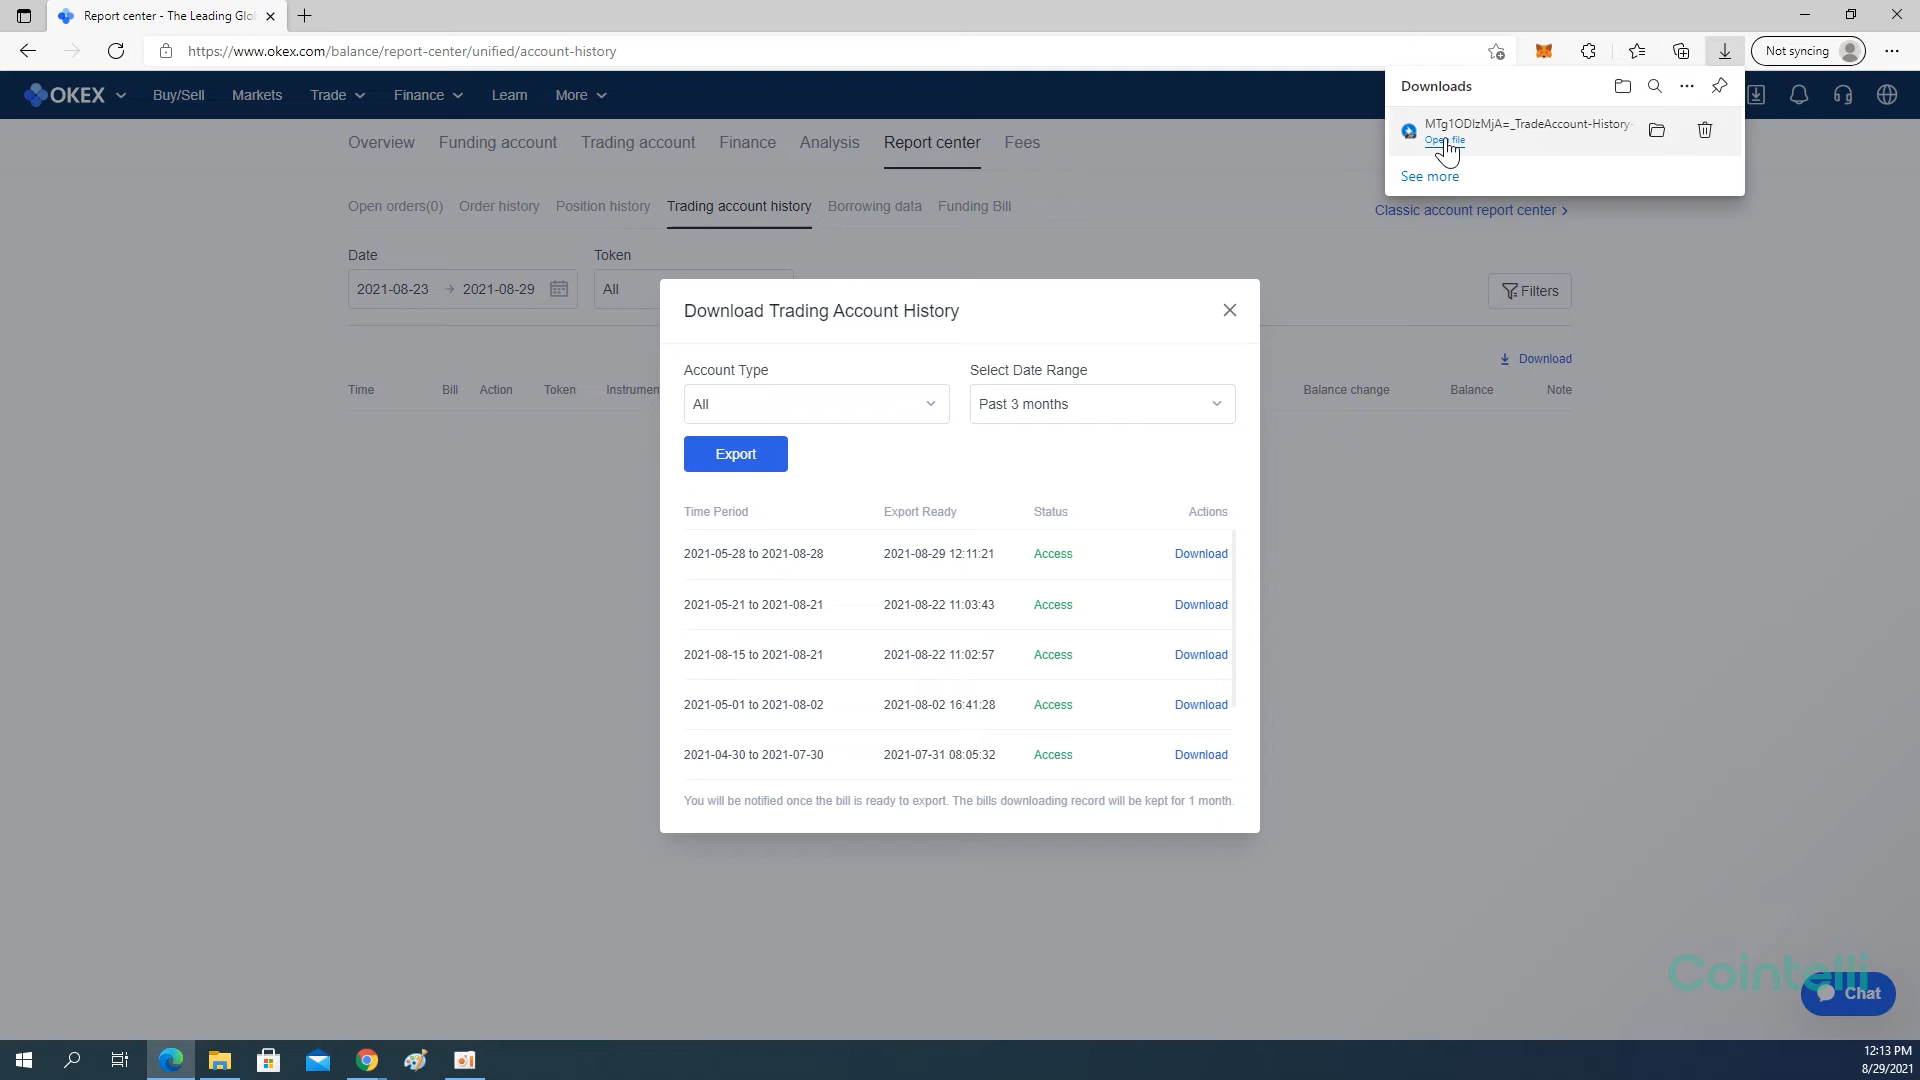 Report center - The Leading Glo
https://www.okex.com/balance/report-center/unified/account-history
Not syncing
OKEX Buy/Sell Markets Trade Finance Learn More
Downloads
MTg1ODIzMjA=_TradeAccount-History-
Open file
See more
Overview Funding account Trading account Finance Analysis Report center Fees
Open orders(0) Order history Position history Trading account history Borrowing data Funding Bill
Classic account report center >
Date Token
2021-08-23 → 2021-08-29 All
Filters
Download
Time Bill Action Token Instrumen Balance change Balance Note
Download Trading Account History
Account Type Select Date Range
All Past 3 months
Export
Time Period Export Ready Status Actions
2021-05-28 to 2021-08-28 2021-08-29 12:11:21 Access Download
2021-05-21 to 2021-08-21 2021-08-22 11:03:43 Access Download
2021-08-15 to 2021-08-21 2021-08-22 11:02:57 Access Download
2021-05-01 to 2021-08-02 2021-08-02 16:41:28 Access Download
2021-04-30 to 2021-07-30 2021-07-31 08:05:32 Access Download
You will be notified once the bill is ready to export. The bills downloading record will be kept for 1 month.
Cointelli
Chat
12:13 PM
8/29/2021